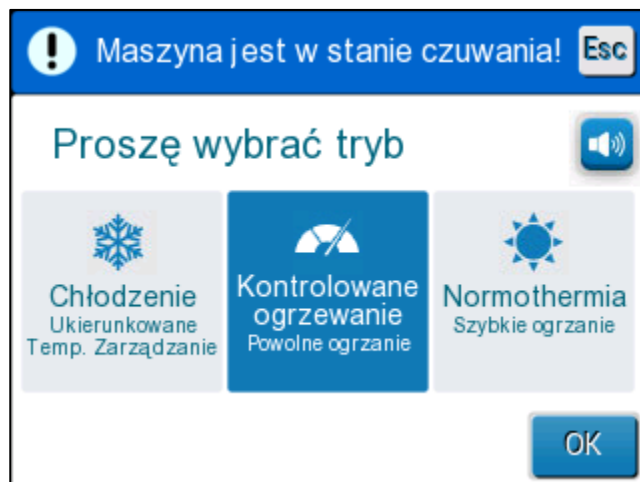 Maszyna jest w stanie czuwania!
Esc
Proszę wybrać tryb
Chłodzenie
Ukierunkowane
Temp. Zarządzanie
Kontrolowane
ogrzewanie
Powolne ogrzanie
Normothermia
Szybkie ogrzanie
OK